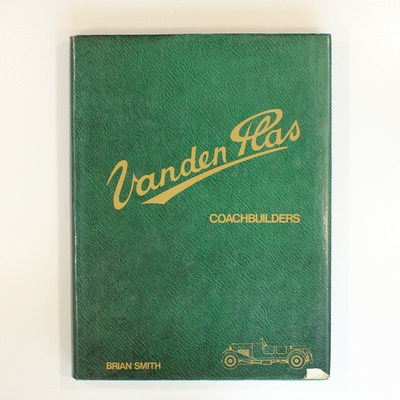 Vanden Plas
COACHBUILDERS
BRIAN SMITH